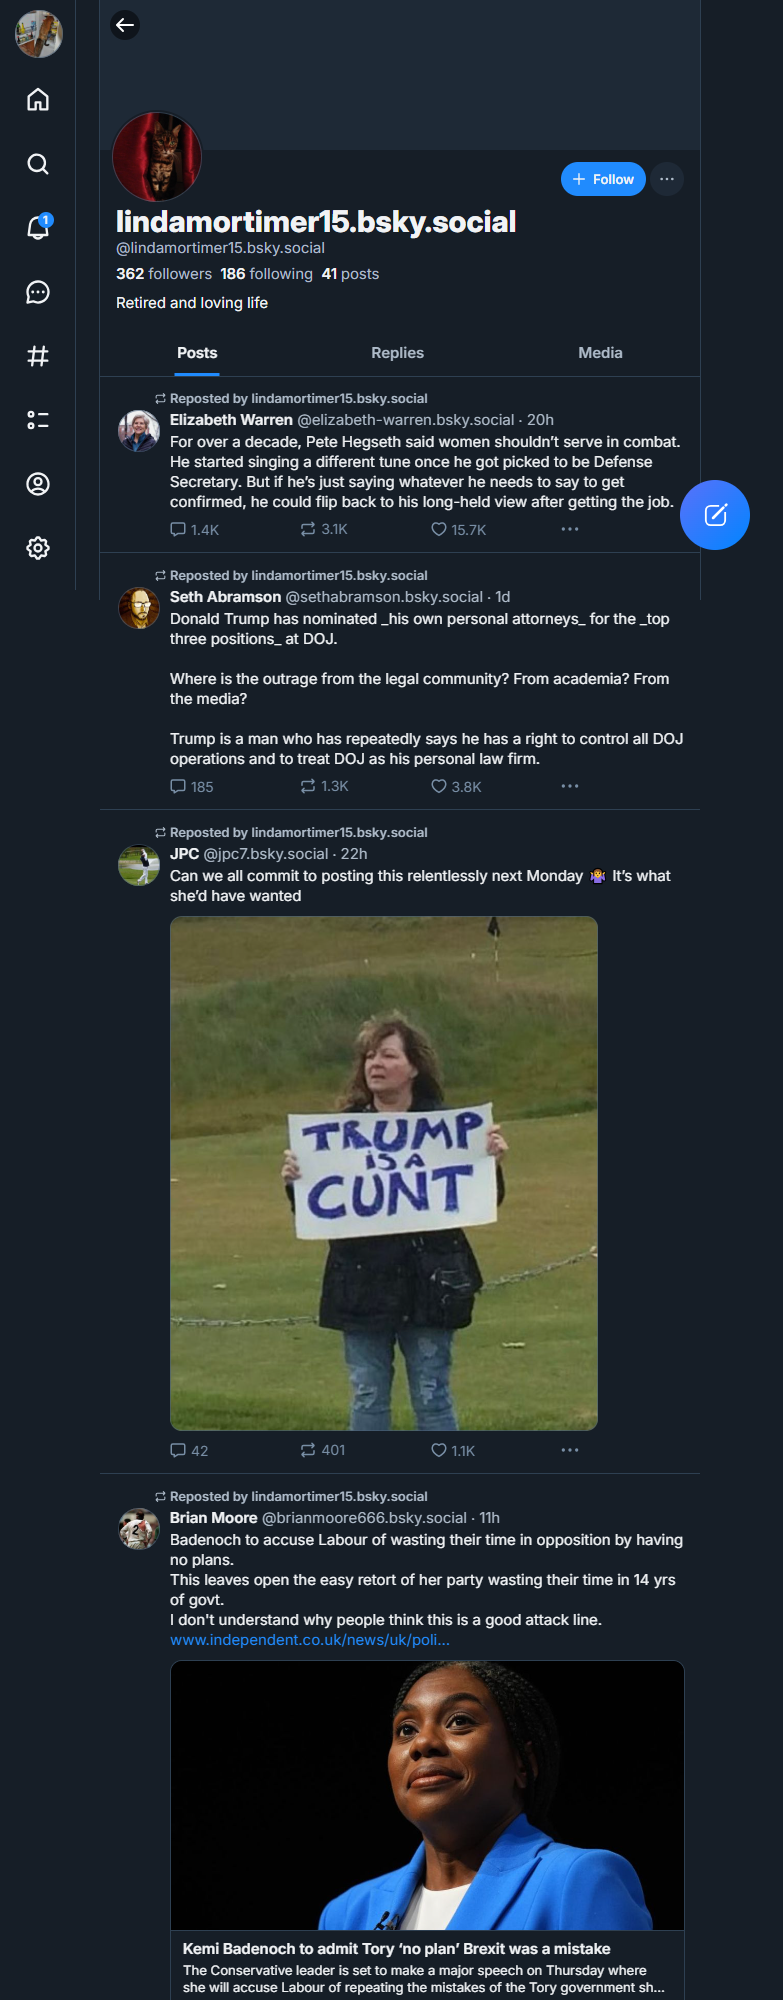 1
+ Follow
lindamortimer15.bsky.social
@lindamortimer15.bsky.social
362 followers 186 following 41 posts
Retired and loving life
Posts Replies Media
Reposted by lindamortimer15.bsky.social
Elizabeth Warren @elizabeth-warren.bsky.social · 20h
For over a decade, Pete Hegseth said women shouldn’t serve in combat.
He started singing a different tune once he got picked to be Defense
Secretary. But if he’s just saying whatever he needs to say to get
confirmed, he could flip back to his long-held view after getting the job.
1.4K 3.1K 15.7K
Reposted by lindamortimer15.bsky.social
Seth Abramson @sethabramson.bsky.social · 1d
Donald Trump has nominated _his own personal attorneys_ for the _top
three positions_ at DOJ.
Where is the outrage from the legal community? From academia? From
the media?
Trump is a man who has repeatedly says he has a right to control all DOJ
operations and to treat DOJ as his personal law firm.
185 1.3K 3.8K
Reposted by lindamortimer15.bsky.social
JPC @jpc7.bsky.social · 22h
Can we all commit to posting this relentlessly next Monday 🤷‍♀️ It’s what
she’d have wanted
TRUMP
IS A
CUNT
42 401 1.1K
Reposted by lindamortimer15.bsky.social
Brian Moore @brianmoore666.bsky.social · 11h
2
Badenoch to accuse Labour of wasting their time in opposition by having
no plans.
This leaves open the easy retort of her party wasting their time in 14 yrs
of govt.
I don't understand why people think this is a good attack line.
www.independent.co.uk/news/uk/poli...
Kemi Badenoch to admit Tory ‘no plan’ Brexit was a mistake
The Conservative leader is set to make a major speech on Thursday where
she will accuse Labour of repeating the mistakes of the Tory government sh...